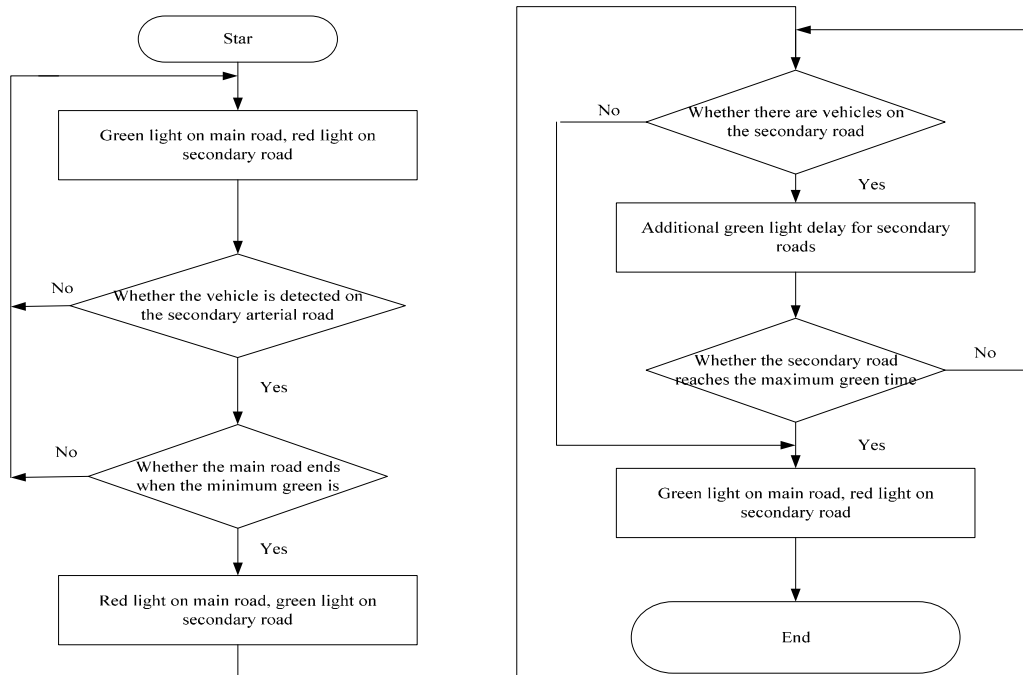 Star
Green light on main road, red light on
secondary road
No
Whether the vehicle is detected on
the secondary arterial road
Yes
No
Whether the main road ends
when the minimum green is
Yes
Red light on main road, green light on
secondary road
No
Whether there are vehicles on
the secondary road
Yes
Additional green light delay for secondary
roads
Whether the secondary road
reaches the maximum green time
No
Yes
Green light on main road, red light on
secondary road
End